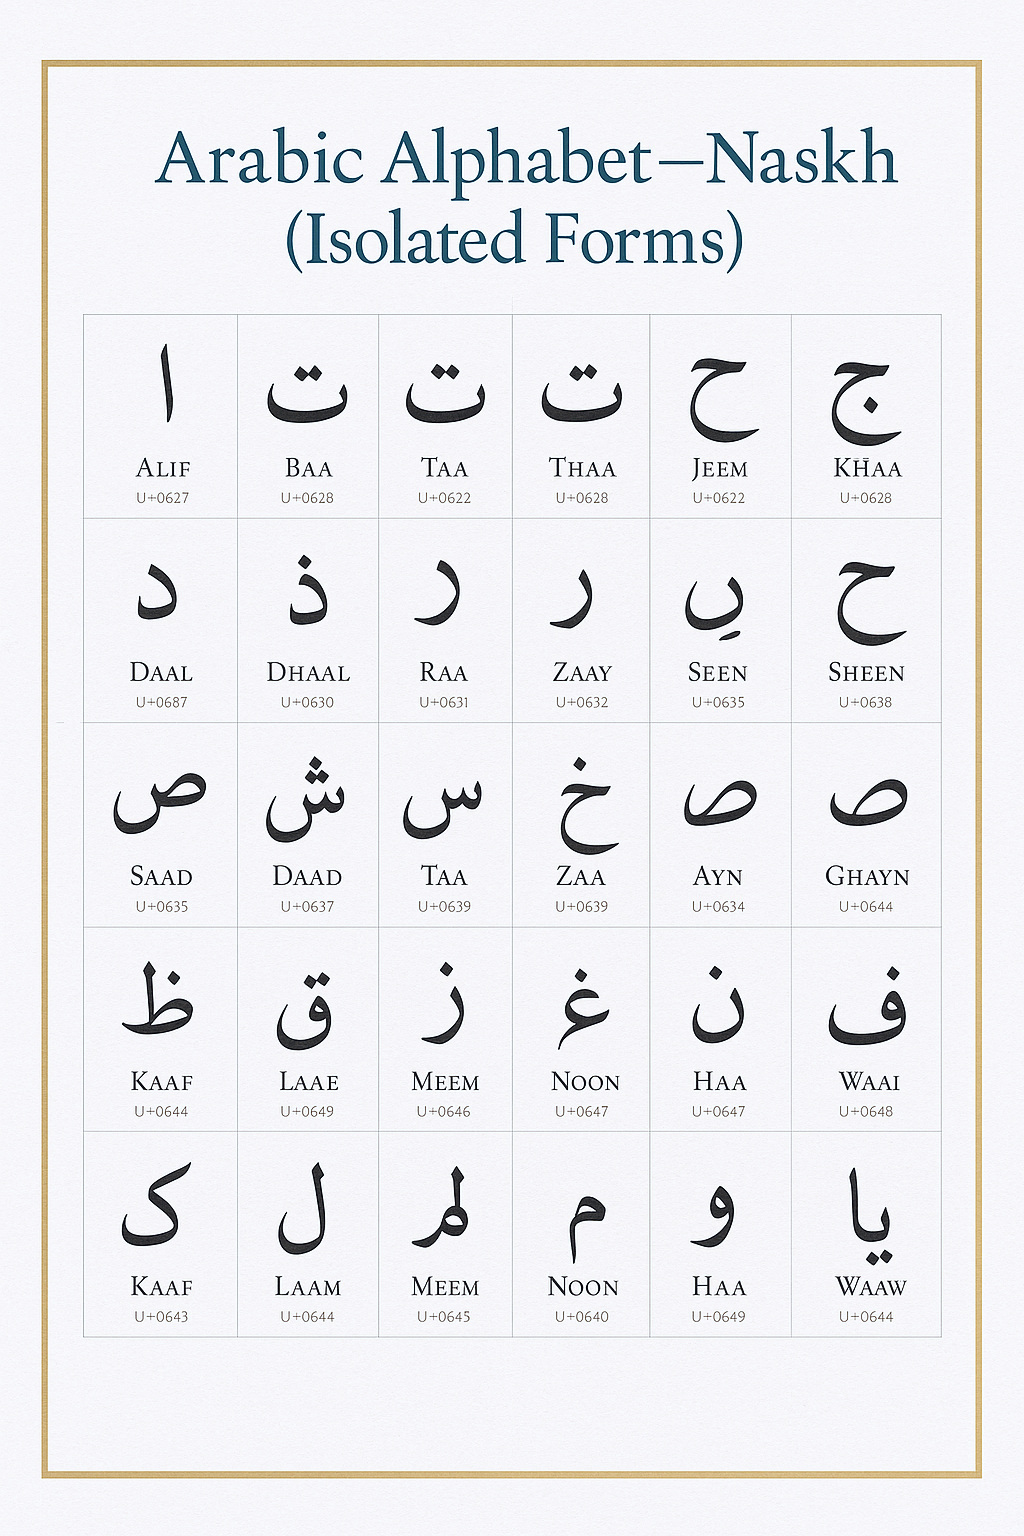 Arabic Alphabet—Naskh
(Isolated Forms)
ا ت ت ت ح ج
ALIF BAA TAA THAA JEEM KHAA
U+0627 U+0628 U+0622 U+0628 U+0622 U+0628
د ذ ر ر ح
DAAL DHAAL RAA ZAAY SEEN SHEEN
U+0687 U+0630 U+0631 U+0632 U+0635 U+0638
ص ش س خ
SAAD DAAD TAA ZAA AYN GHAYN
U+0635 U+0637 U+0639 U+0639 U+0634 U+0644
ظ ق ز غ ن ف
KAAF LAAE MEEM NOON HAA WAAI
U+0644 U+0649 U+0646 U+0647 U+0647 U+0648
ک ل لم م و يا
KAAF LAAM MEEM NOON HAA WAAW
U+0643 U+0644 U+0645 U+0640 U+0649 U+0644